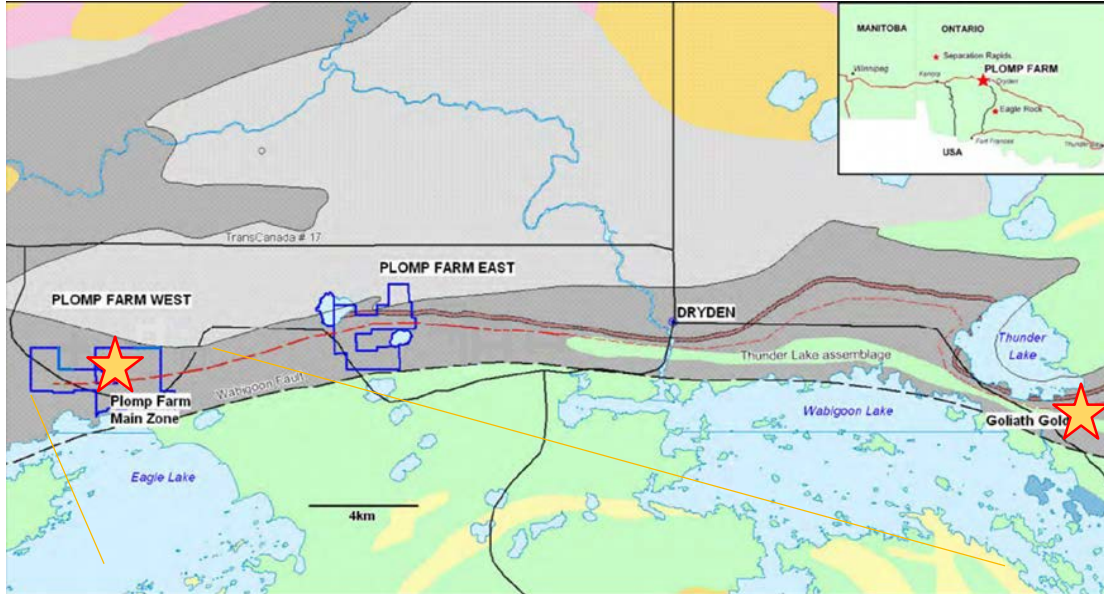 MANITOBA
ONTARIO
Separation Rapids
PLOMP FARM
Winnipeg
Kenora
Dryden
Eagle Rock
Fort Frances
USA
TransCanada # 17
PLOMP FARM EAST
PLOMP FARM WEST
DRYDEN
Thunder
Lake
Thunder Lake assemblage
Wabigoon Fault
Plomp Farm
Main Zone
Wabigoon Lake
Goliath Gold
Eagle Lake
4km